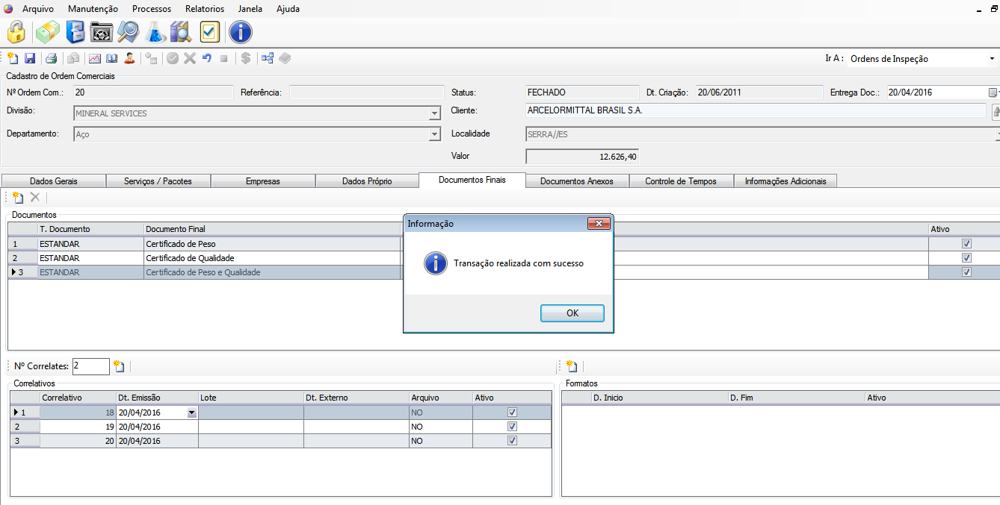 Arquivo Manutenção Processos Relatorios Janela Ajuda
Ir A : Ordens de Inspeção
Cadastro de Ordem Comerciais
Nº Ordem Com.: 20 Referência: Status: FECHADO Dt. Criação: 20/06/2011 Entrega Doc.: 20/04/2016
Divisão: MINERAL SERVICES Cliente: ARCELORMITTAL BRASIL S.A.
Departamento: Aço Localidade SERRA//ES
Valor 12.626,40
Dados Gerais Serviços / Pacotes Empresas Dados Próprio Documentos Finais Documentos Anexos Controle de Tempos Informações Adicionais
Documentos
T. Documento Documento Final Ativo
1 ESTANDAR Certificado de Peso
2 ESTANDAR Certificado de Qualidade
3 ESTANDAR Certificado de Peso e Qualidade
Informação
Transação realizada com sucesso
OK
Nº Correlates: 2
Correlativos
Correlativo Dt. Emissão Lote Dt. Externo Arquivo Ativo
1 18 20/04/2016 NO
2 19 20/04/2016 NO
3 20 20/04/2016 NO
Formatos
D. Inicio D. Fim Ativo